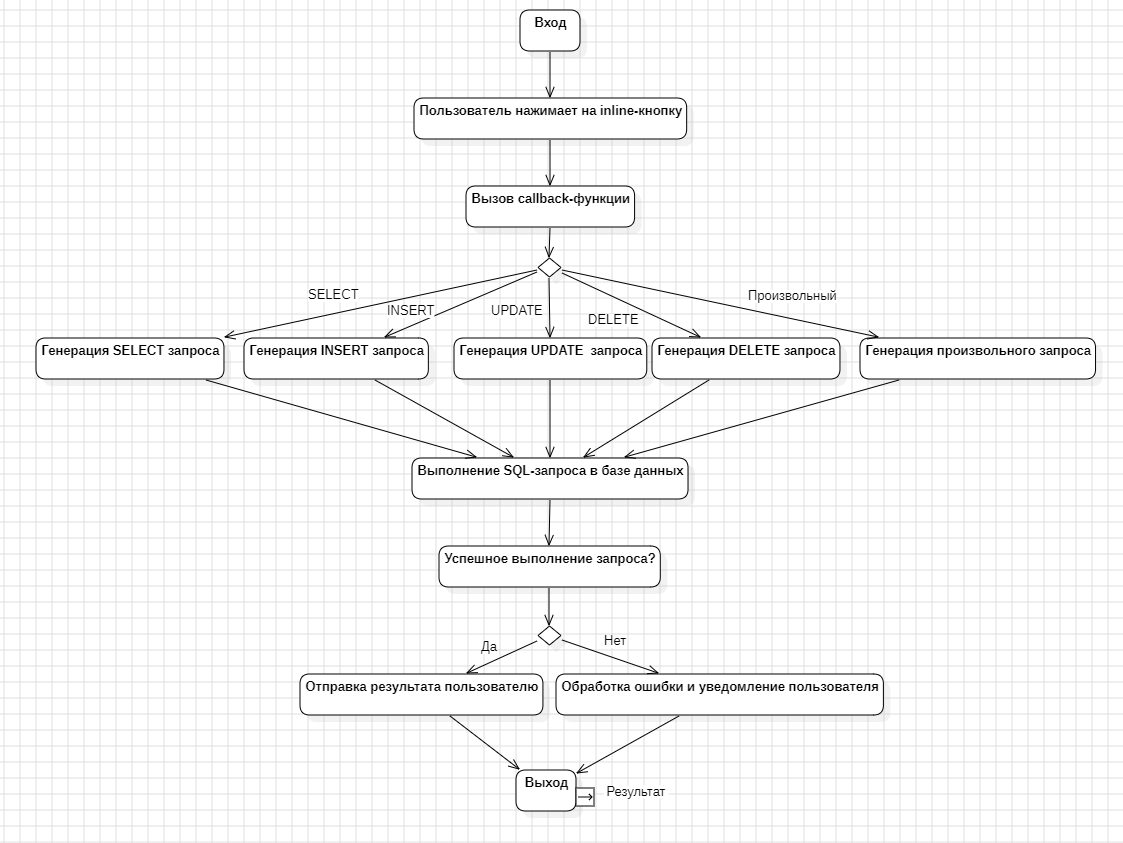 Вход
Пользователь нажимает на inline-кнопку
Вызов callback-функции
SELECT
INSERT
UPDATE
DELETE
Произвольный
Генерация SELECT запроса
Генерация INSERT запроса
Генерация UPDATE  запроса
Генерация DELETE запроса
Генерация произвольного запроса
Выполнение SQL-запроса в базе данных
Успешное выполнение запроса?
Да
Нет
Отправка результата пользователю
Обработка ошибки и уведомление пользователя
Выход
Результат